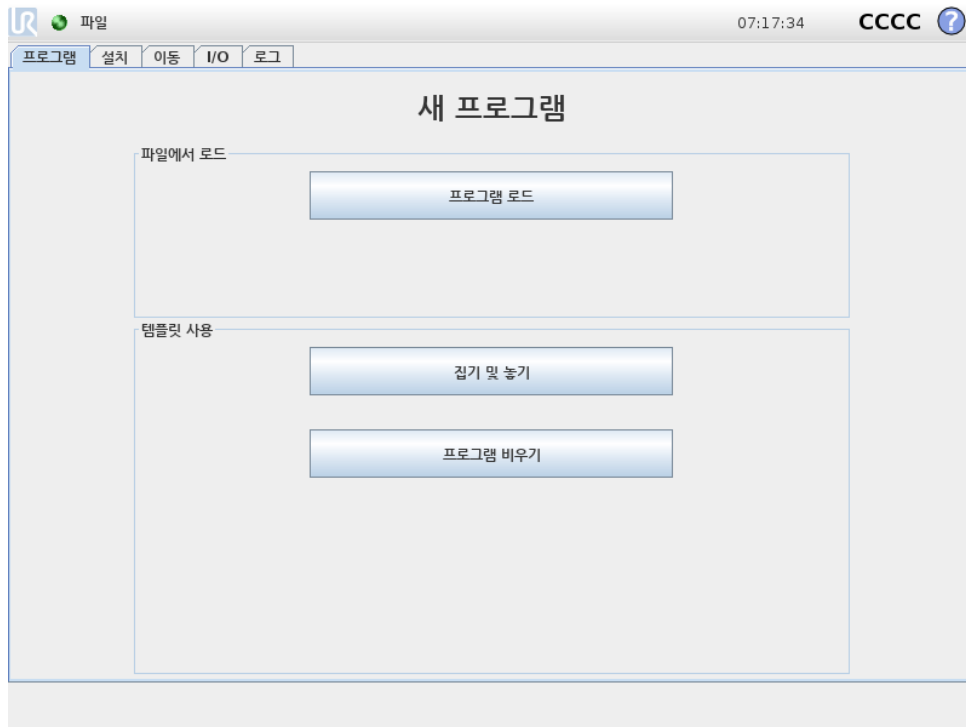 UR 파일 07:17:34 CCCC ?
프로그램 설치 이동 I/O 로그
새 프로그램
파일에서 로드
프로그램 로드
템플릿 사용
집기 및 놓기
프로그램 비우기